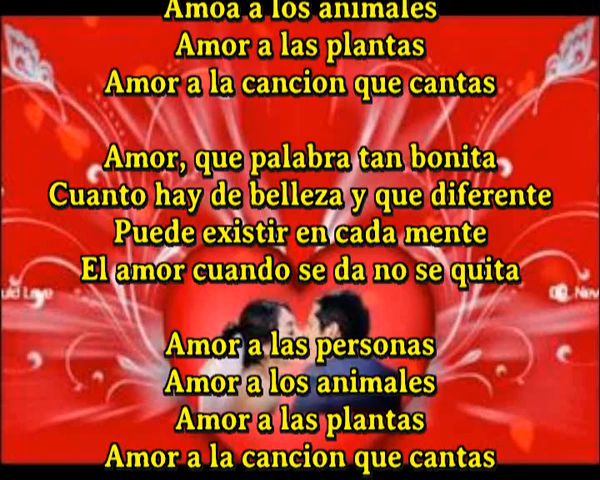 Amoa a los animales
Amor a las plantas
Amor a la cancion que cantas
Amor, que palabra tan bonita
Cuanto hay de belleza y que diferente
Puede existir en cada mente
El amor cuando se da no se quita
Amor a las personas
Amor a los animales
Amor a las plantas
Amor a la cancion que cantas